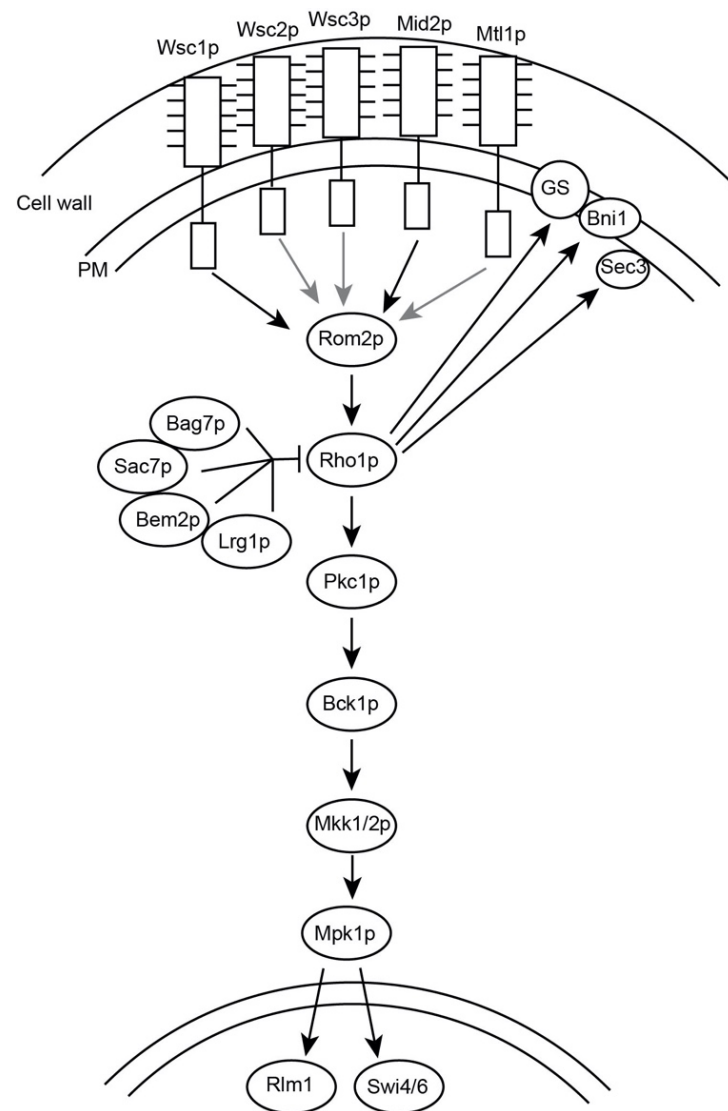 Wsc1p
Wsc2p
Wsc3p
Mid2p
Mtl1p
Cell wall
PM
GS
Bni1
Sec3
Rom2p
Bag7p
Sac7p
Bem2p
Lrg1p
Rho1p
Pkc1p
Bck1p
Mkk1/2p
Mpk1p
Rlm1
Swi4/6